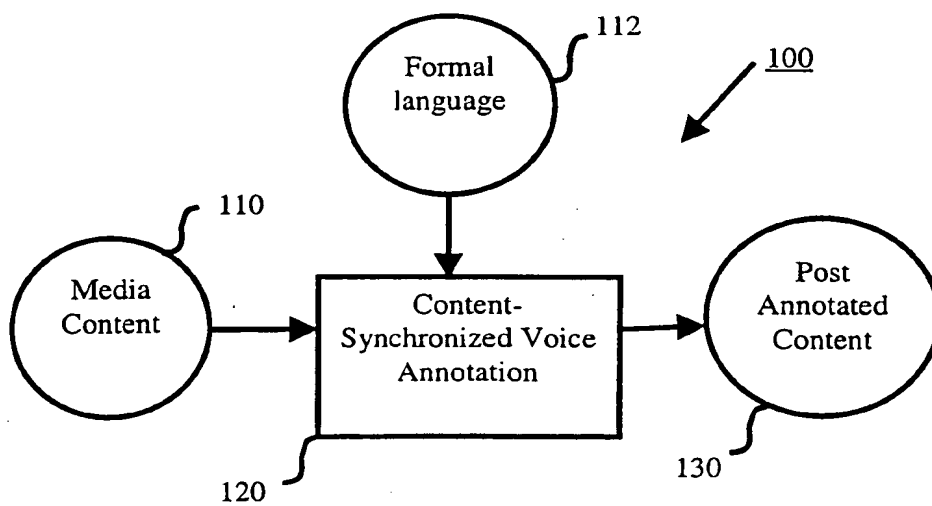 112
Formal
language
100
110
Media
Content
Content-
Synchronized Voice
Annotation
Post
Annotated
Content
120
130